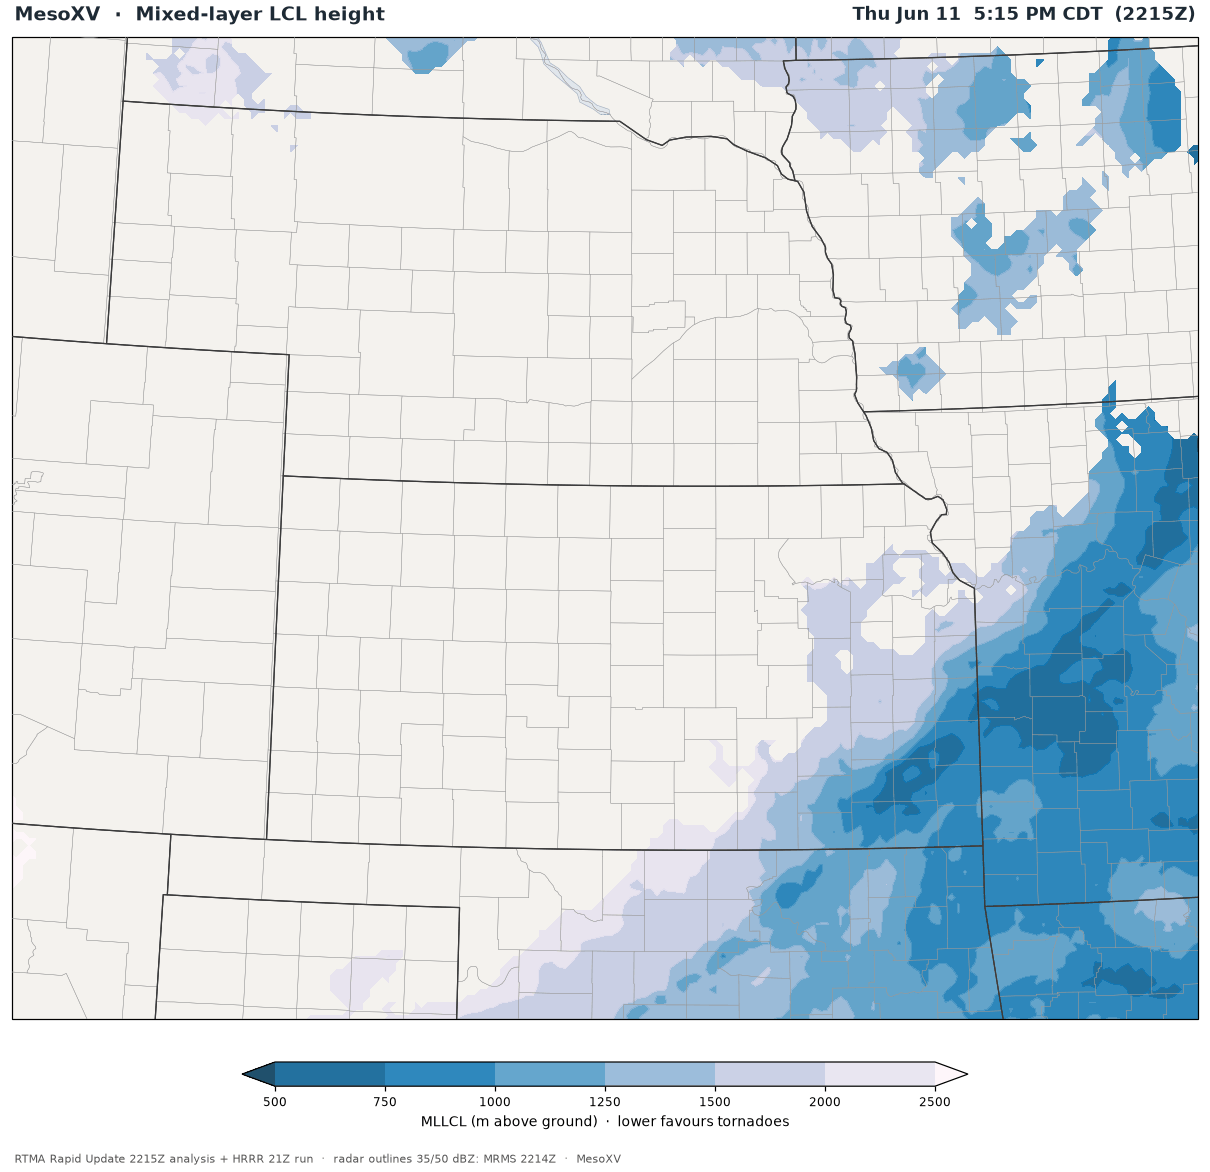 MesoXV · Mixed-layer LCL height
Thu Jun 11 5:15 PM CDT (2215Z)
500 750 1000 1250 1500 2000 2500
MLLCL (m above ground) · lower favours tornadoes
RTMA Rapid Update 2215Z analysis + HRRR 21Z run · radar outlines 35/50 dBZ: MRMS 2214Z · MesoXV